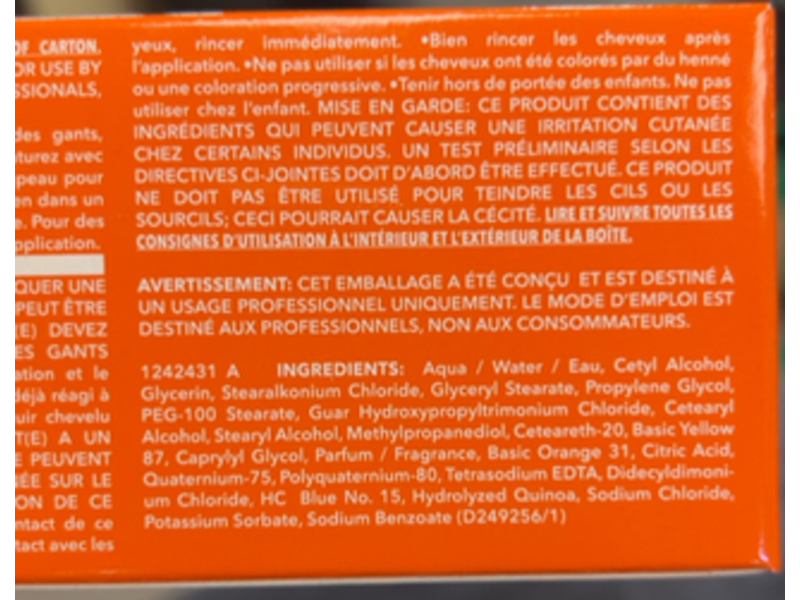 OF CARTON.
OR USE BY
SSIONALS,
des gants,
turez avec
peau pour
en dans un
e. Pour des
pplication.
QUER UNE
PEUT ÊTRE
(E) DEVEZ
ES GANTS
ation et le
déjà réagi à
uir chevelu
T(E) A UN
E PEUVENT
NÉE SUR LE
ON DE CE
ntact de ce
tact avec les
yeux, rincer immédiatement. •Bien rincer les cheveux après
l'application. •Ne pas utiliser si les cheveux ont été colorés par du henné
ou une coloration progressive. •Tenir hors de portée des enfants. Ne pas
utiliser chez l'enfant. MISE EN GARDE: CE PRODUIT CONTIENT DES
INGRÉDIENTS QUI PEUVENT CAUSER UNE IRRITATION CUTANÉE
CHEZ CERTAINS INDIVIDUS. UN TEST PRÉLIMINAIRE SELON LES
DIRECTIVES CI-JOINTES DOIT D'ABORD ÊTRE EFFECTUÉ. CE PRODUIT
NE DOIT PAS ÊTRE UTILISÉ POUR TEINDRE LES CILS OU LES
SOURCILS; CECI POURRAIT CAUSER LA CÉCITÉ. LIRE ET SUIVRE TOUTES LES
CONSIGNES D'UTILISATION À L'INTÉRIEUR ET L'EXTÉRIEUR DE LA BOÎTE.
AVERTISSEMENT: CET EMBALLAGE A ÉTÉ CONÇU ET EST DESTINÉ À
UN USAGE PROFESSIONNEL UNIQUEMENT. LE MODE D'EMPLOI EST
DESTINÉ AUX PROFESSIONNELS, NON AUX CONSOMMATEURS.
1242431 A INGREDIENTS: Aqua / Water / Eau, Cetyl Alcohol,
Glycerin, Stearalkonium Chloride, Glyceryl Stearate, Propylene Glycol,
PEG-100 Stearate, Guar Hydroxypropyltrimonium Chloride, Cetearyl
Alcohol, Stearyl Alcohol, Methylpropanediol, Ceteareth-20, Basic Yellow
87, Caprylyl Glycol, Parfum / Fragrance, Basic Orange 31, Citric Acid,
Quaternium-75, Polyquaternium-80, Tetrasodium EDTA, Didecyldimoni-
um Chloride, HC Blue No. 15, Hydrolyzed Quinoa, Sodium Chloride,
Potassium Sorbate, Sodium Benzoate (D249256/1)